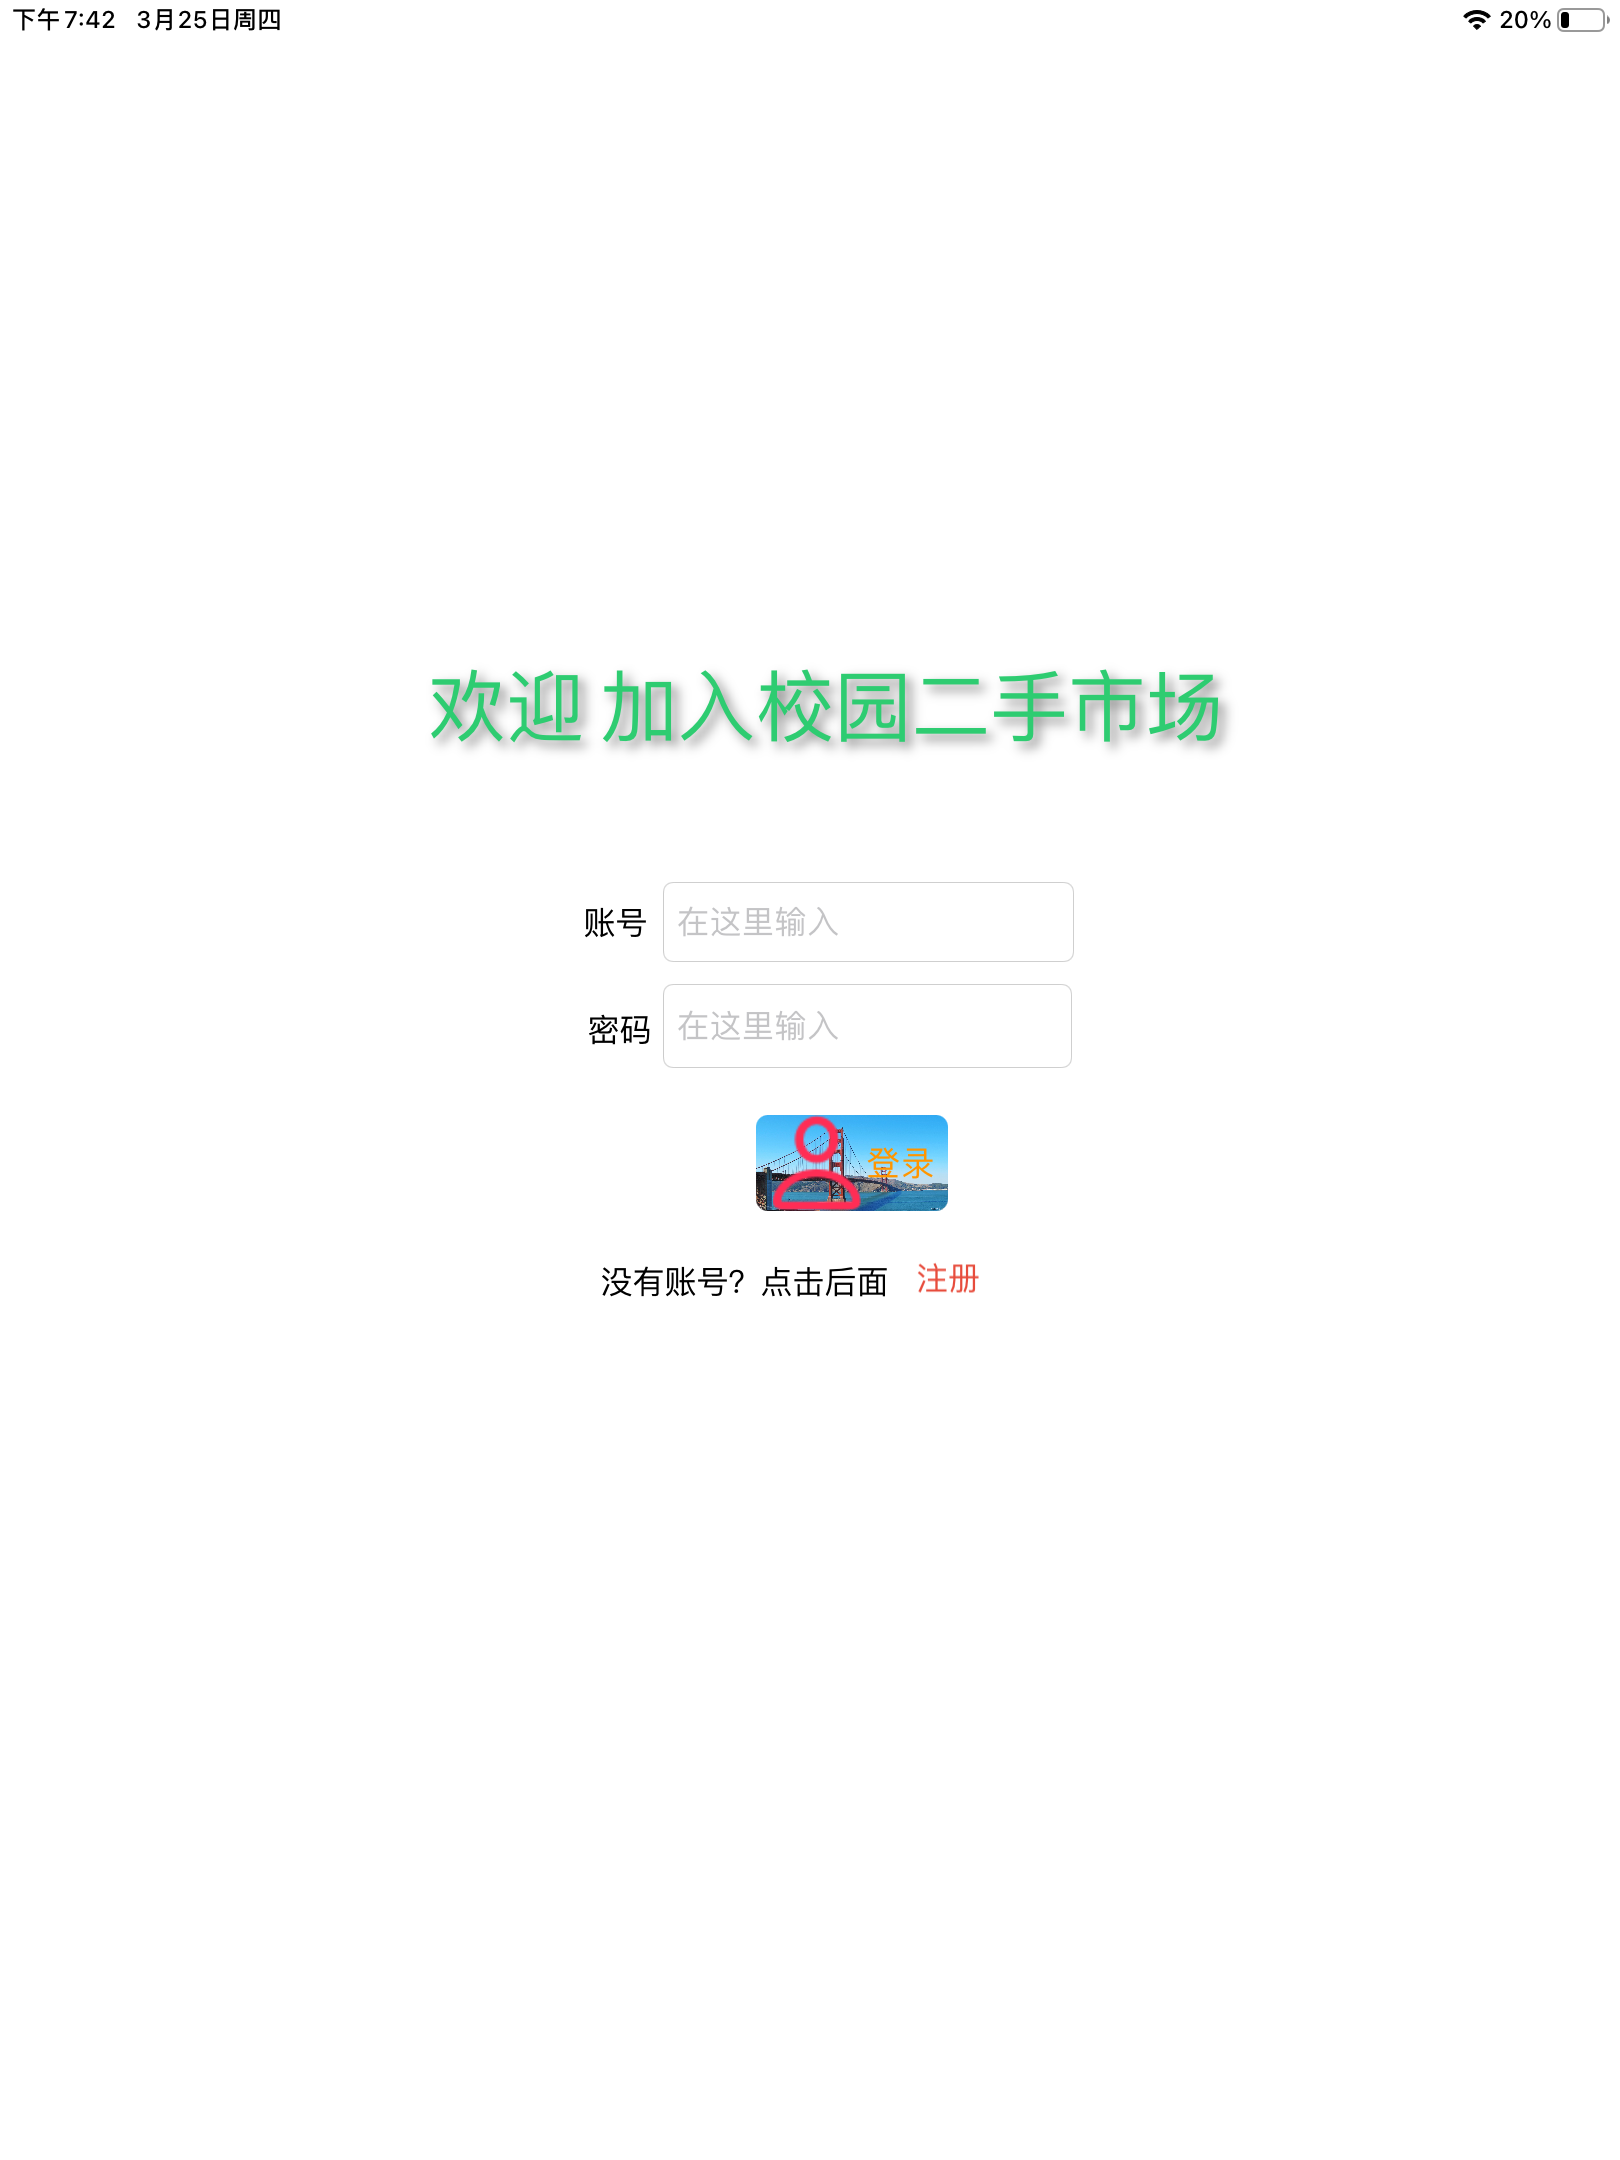 下午7:42 3月25日周四 20%
欢迎 加入校园二手市场
账号 在这里输入
密码 在这里输入
登录
没有账号？点击后面 注册